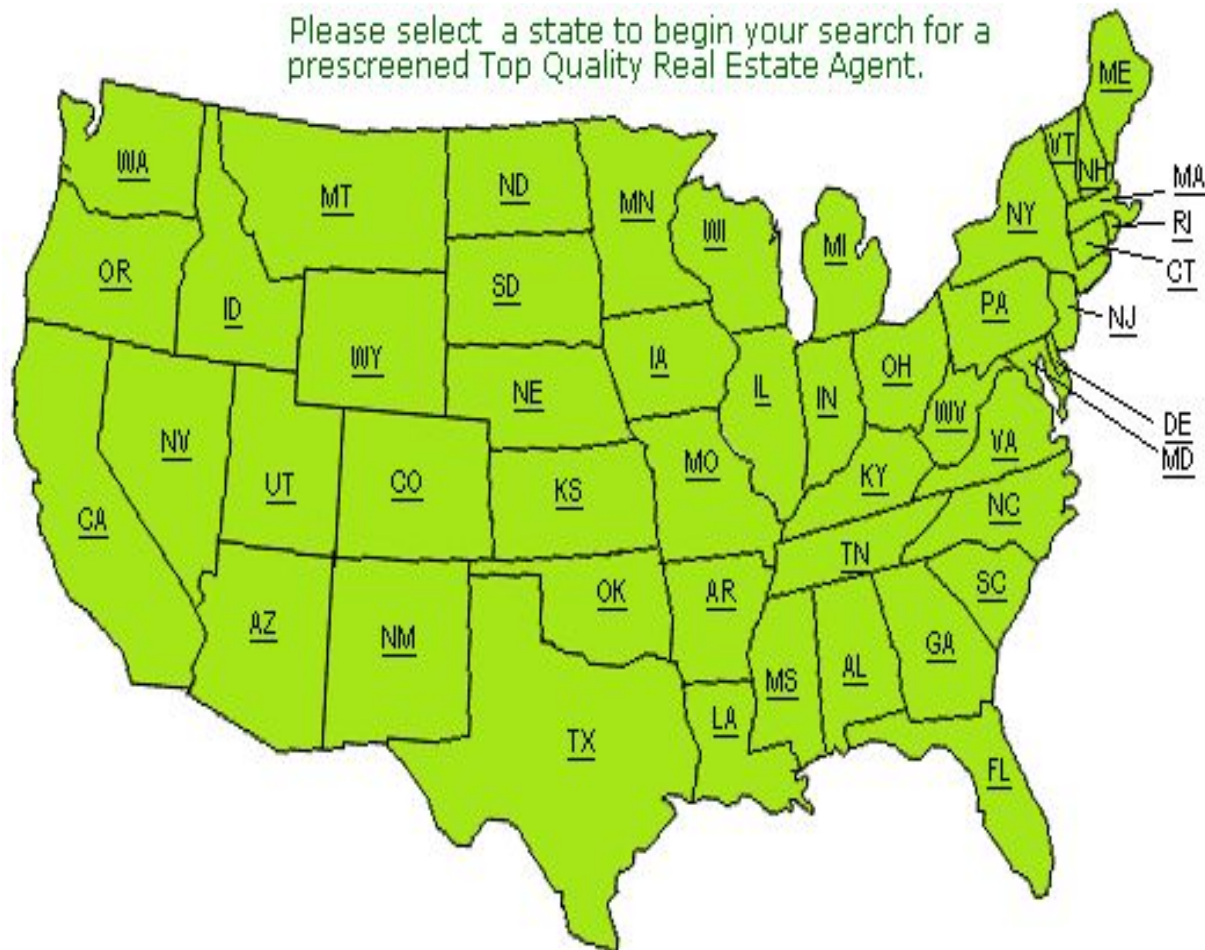 Please select a state to begin your search for a
prescreened Top Quality Real Estate Agent.
ME
WA
VT
NH
MA
MT
ND
MN
NY
RI
WI
MI
OR
CT
SD
ID
PA
NJ
WY
IA
OH
NE
IL
IN
WV
DE
NV
VA
MD
MO
KY
UT
CO
KS
CA
NC
TN
OK
AR
SC
AZ
NM
GA
MS
AL
LA
TX
FL